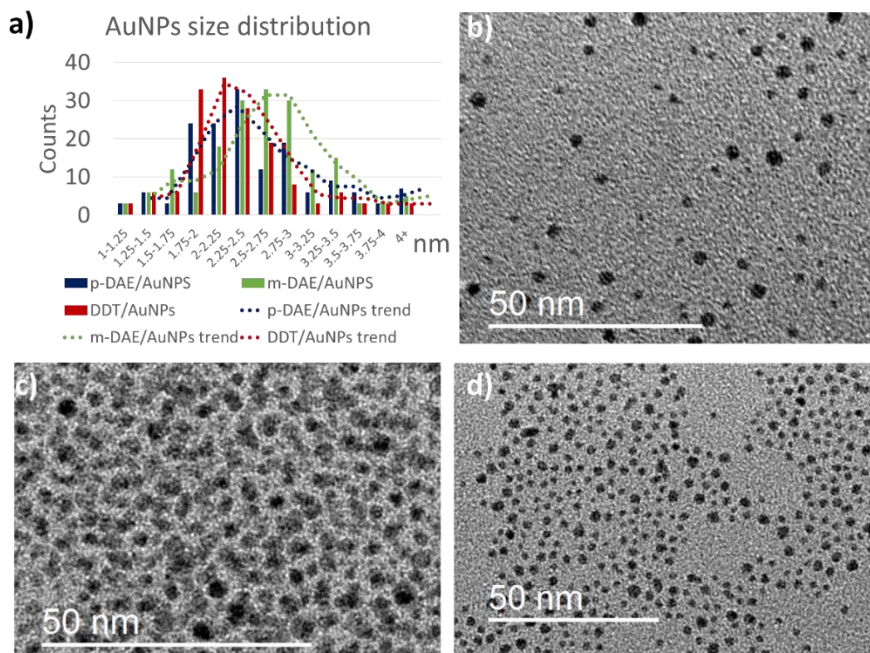 a)
AuNPs size distribution
Counts
40
30
20
10
0
1-1.25
1.25-1.5
1.5-1.75
1.75-2
2-2.25
2.25-2.5
2.5-2.75
2.75-3
3-3.25
3.25-3.5
3.5-3.75
3.75-4
4+
nm
p-DAE/AuNPS m-DAE/AuNPS
DDT/AuNPs p-DAE/AuNPs trend
m-DAE/AuNPs trend DDT/AuNPs trend
b)
50 nm
c)
50 nm
d)
50 nm